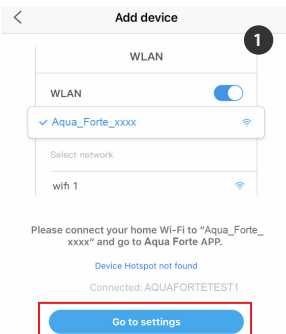 Add device
1
WLAN
WLAN
Aqua_Forte_xxxx
Select network
wifi 1
Please connect your home Wi-Fi to "Aqua_Forte_
xxxx" and go to Aqua Forte APP.
Device Hotspot not found
Connected: AQUAFORTETEST1
Go to settings